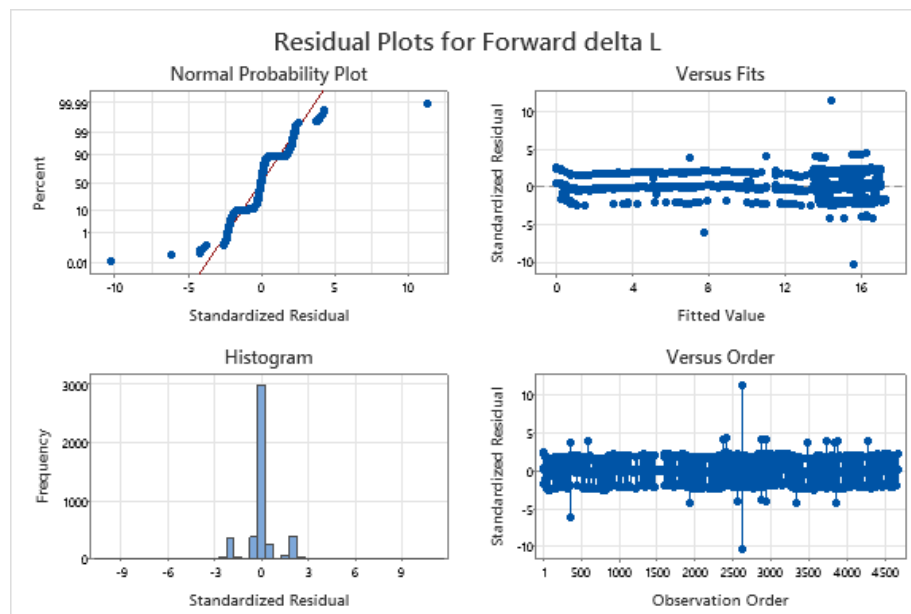 Residual Plots for Forward delta L
Normal Probability Plot
99.99
99
90
50
10
1
0.01
Percent
-10 -5 0 5 10
Standardized Residual
Versus Fits
10
5
0
-5
-10
Standardized Residual
0 4 8 12 16
Fitted Value
Histogram
3000
2000
1000
0
Frequency
-9 -6 -3 0 3 6 9
Standardized Residual
Versus Order
10
5
0
-5
-10
Standardized Residual
1 500 1000 1500 2000 2500 3000 3500 4000 4500
Observation Order